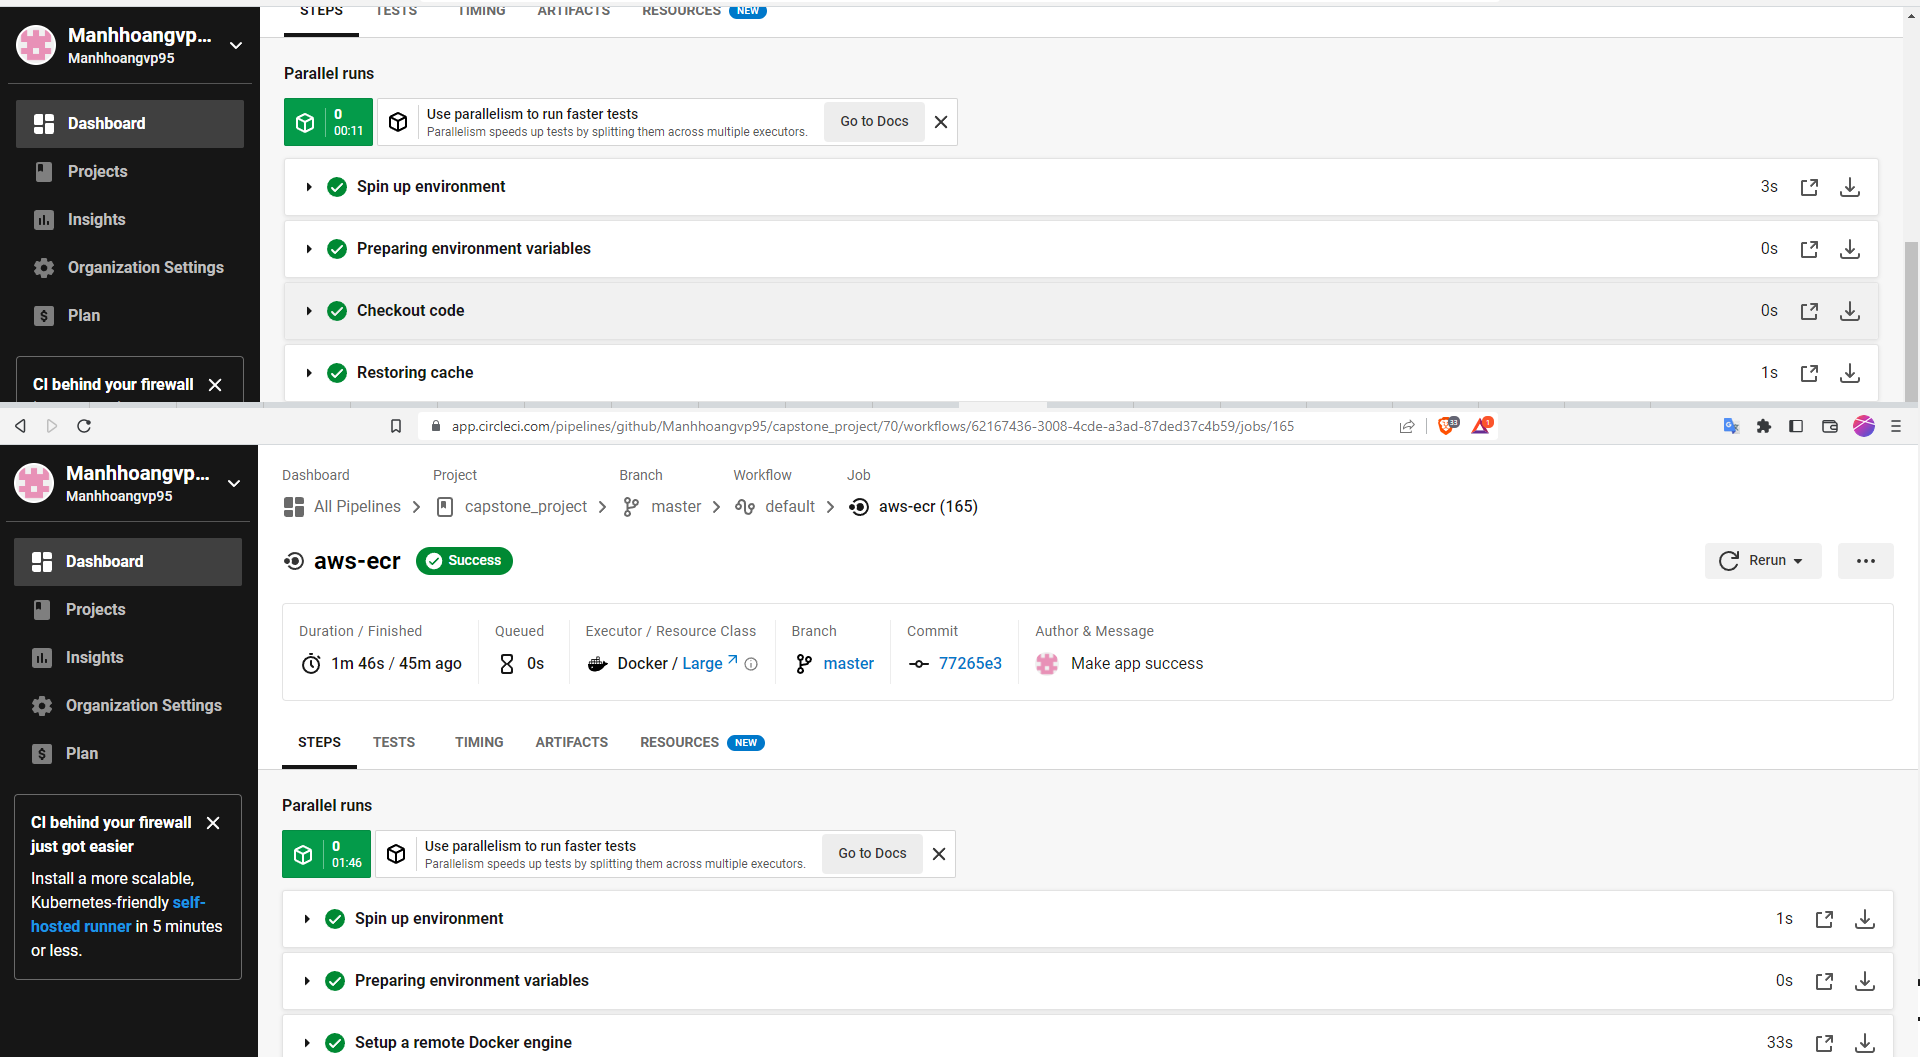 Manhhoangvp...
Manhhoangvp95
Dashboard
Projects
Insights
Organization Settings
Plan
CI behind your firewall
STEPS TESTS TIMING ARTIFACTS RESOURCES NEW
Parallel runs
0
00:11
Use parallelism to run faster tests
Parallelism speeds up tests by splitting them across multiple executors.
Go to Docs
Spin up environment 3s
Preparing environment variables 0s
Checkout code 0s
Restoring cache 1s
app.circleci.com/pipelines/github/Manhhoangvp95/capstone_project/70/workflows/62167436-3008-4cde-a3ad-87ded37c4b59/jobs/165
33
1
Manhhoangvp...
Manhhoangvp95
Dashboard
Projects
Insights
Organization Settings
Plan
CI behind your firewall
just got easier
Install a more scalable,
Kubernetes-friendly self-
hosted runner in 5 minutes
or less.
Dashboard Project Branch Workflow Job
All Pipelines capstone_project master default aws-ecr (165)
aws-ecr Success
Rerun
Duration / Finished Queued Executor / Resource Class Branch Commit Author & Message
1m 46s / 45m ago 0s Docker / Large master 77265e3 Make app success
STEPS TESTS TIMING ARTIFACTS RESOURCES NEW
Parallel runs
0
01:46
Use parallelism to run faster tests
Parallelism speeds up tests by splitting them across multiple executors.
Go to Docs
Spin up environment 1s
Preparing environment variables 0s
Setup a remote Docker engine 33s